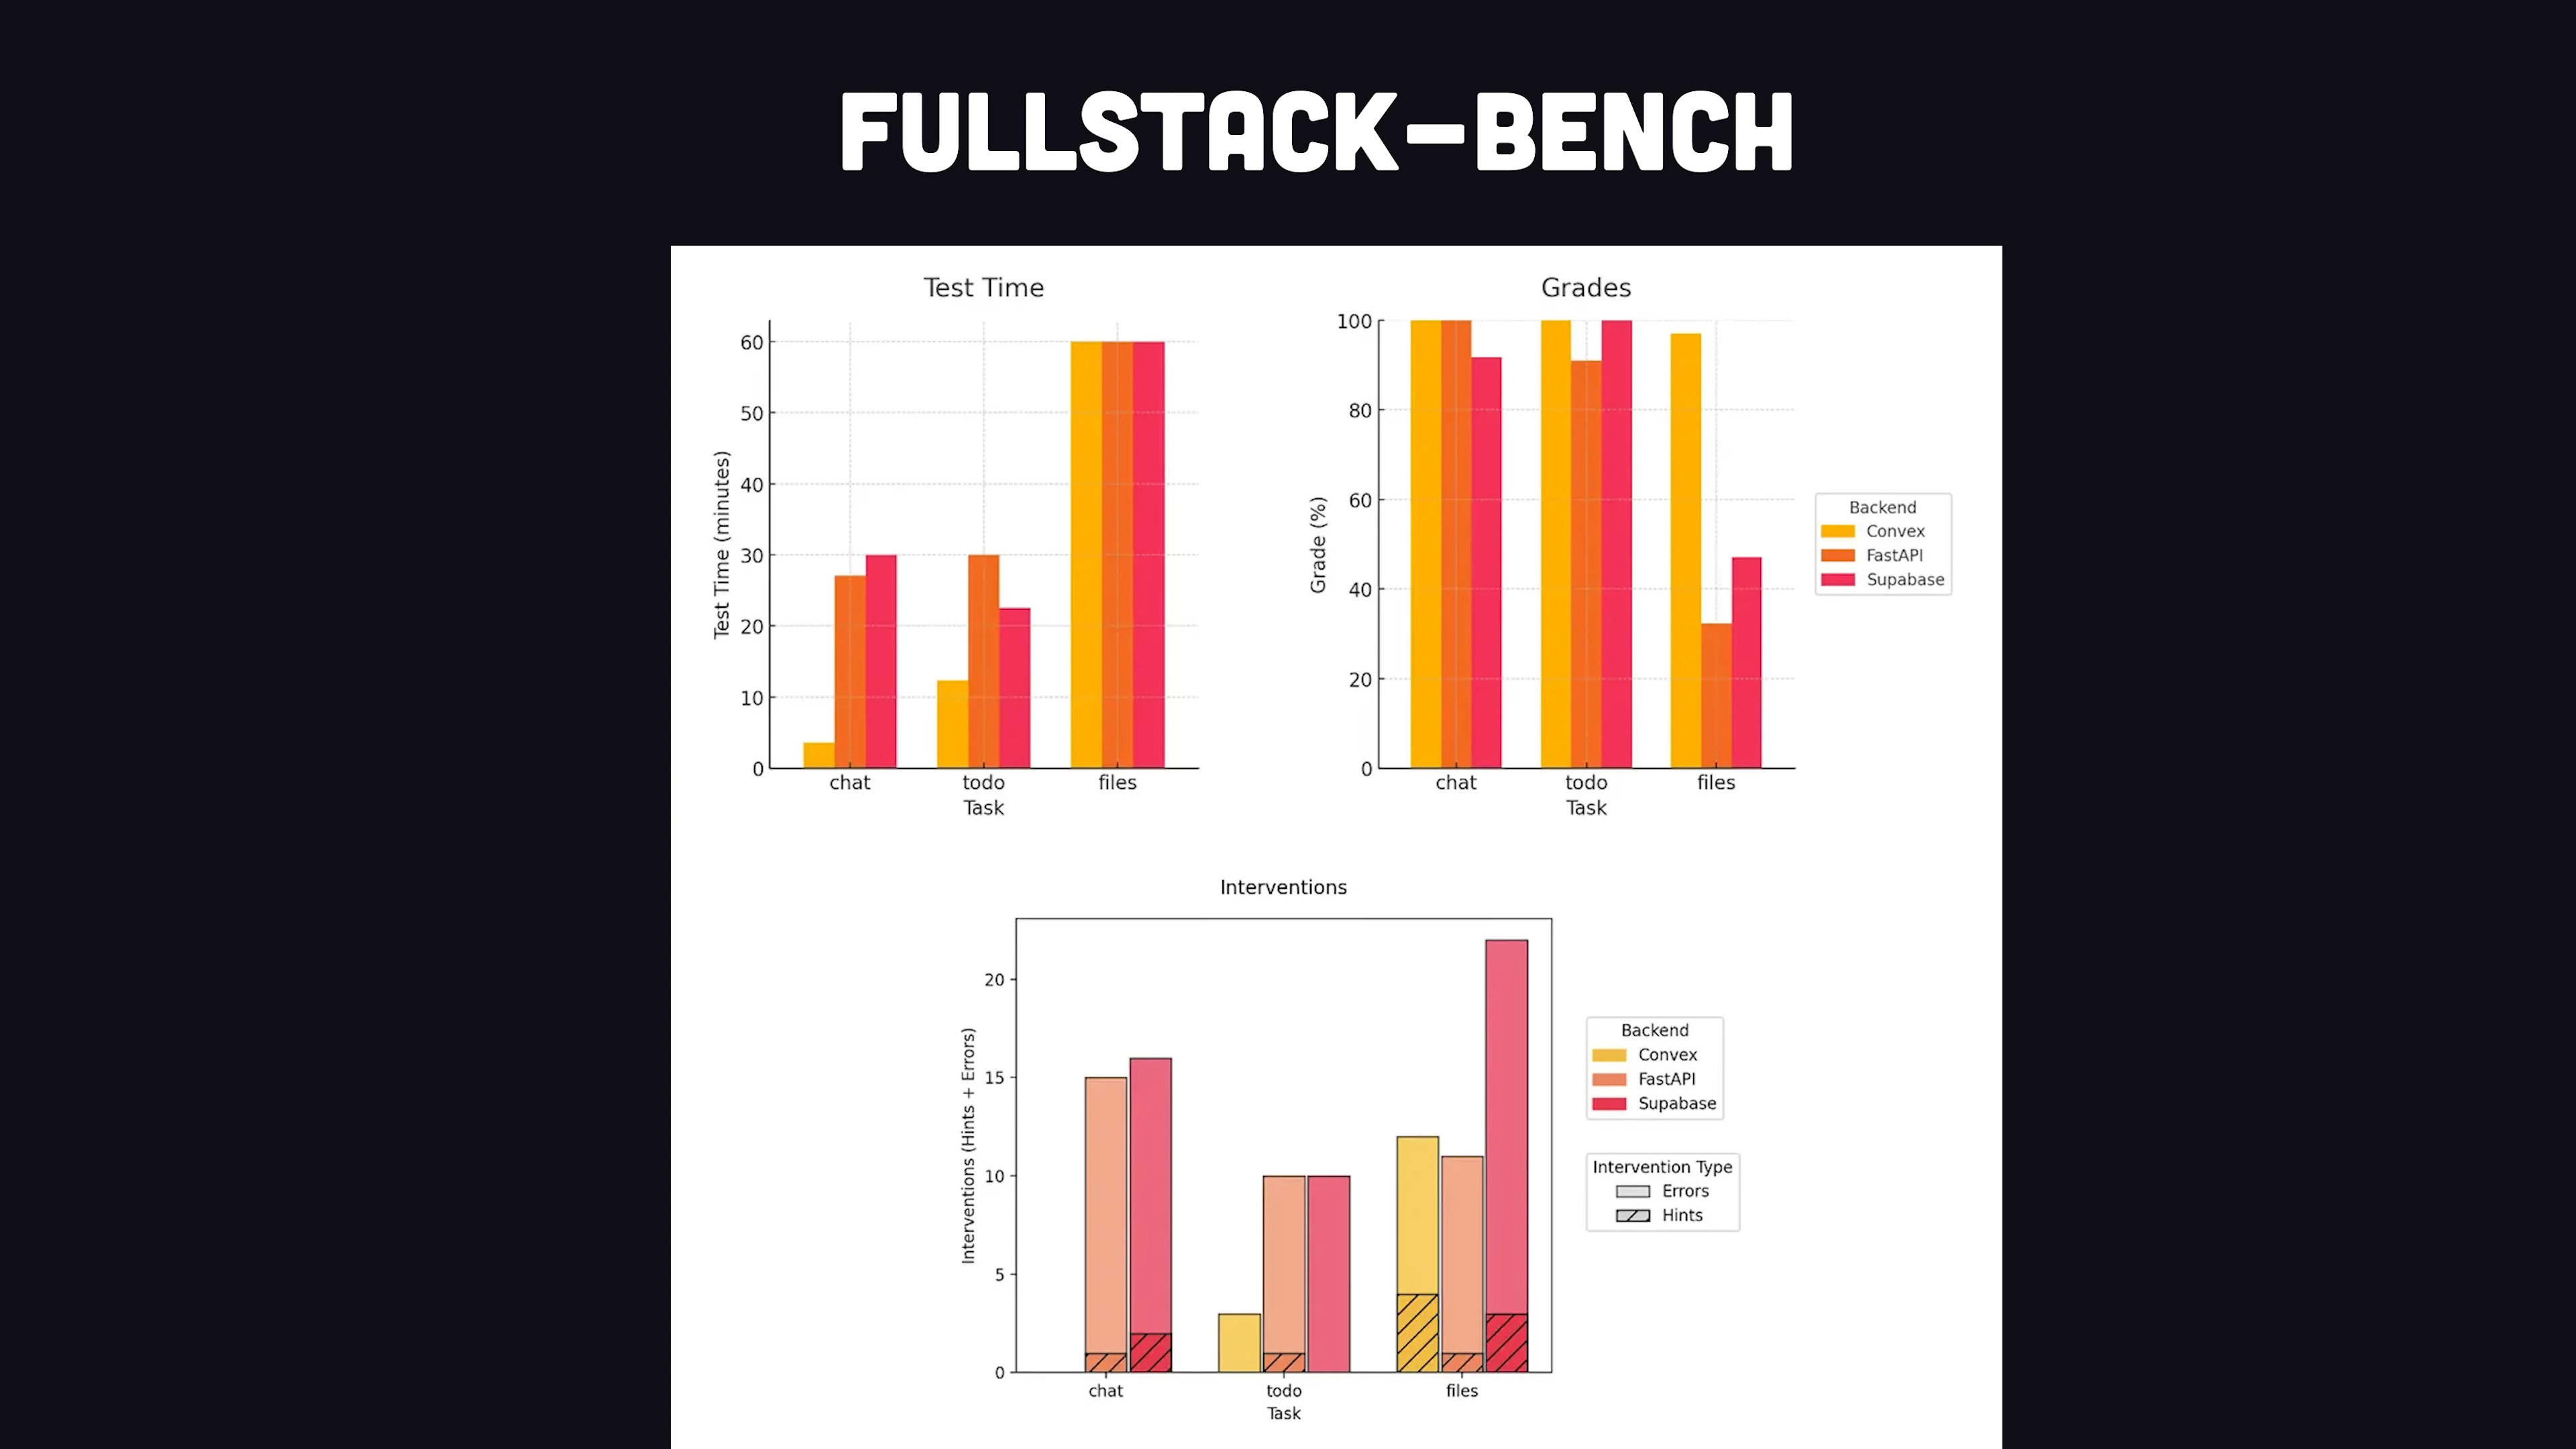 FULLSTACK-BENCH
Test Time
Test Time (minutes)
60
50
40
30
20
10
0
chat
todo
files
Task
Grades
Grade (%)
100
80
60
40
20
0
chat
todo
files
Task
Backend
Convex
FastAPI
Supabase
Interventions
Interventions (Hints + Errors)
20
15
10
5
0
chat
todo
files
Task
Backend
Convex
FastAPI
Supabase
Intervention Type
Errors
Hints